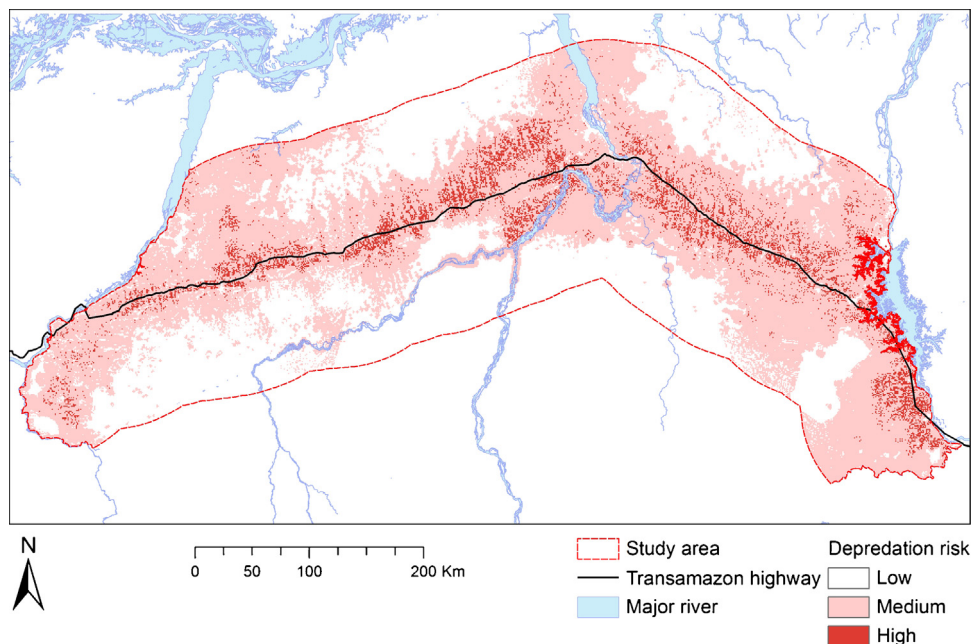 N
0 50 100 200 Km
Study area
Transamazon highway
Major river
Depredation risk
Low
Medium
High